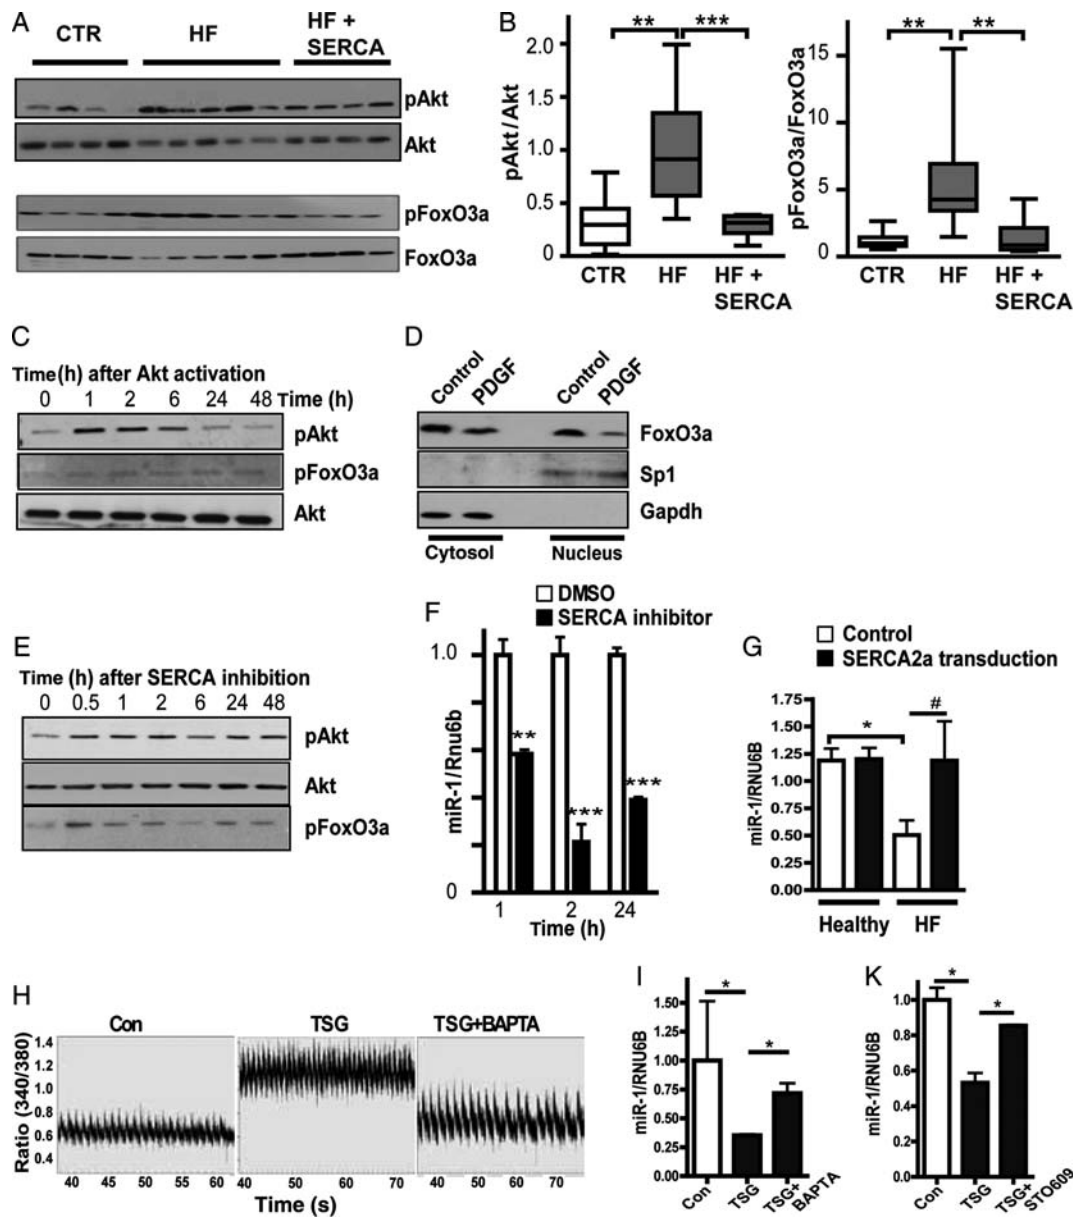 A
CTR
HF
HF +
SERCA
pAkt
Akt
pFoxO3a
FoxO3a
B
pAkt/Akt
2.0
1.5
1.0
0.5
0
**
***
CTR
HF
HF +
SERCA
pFoxO3a/FoxO3a
15
10
5
0
**
**
CTR
HF
HF +
SERCA
C
Time(h) after Akt activation
0 1 2 6 24 48 Time (h)
pAkt
pFoxO3a
Akt
D
Control
PDGF
Control
PDGF
FoxO3a
Sp1
Gapdh
Cytosol
Nucleus
E
Time (h) after SERCA inhibition
0 0.5 1 2 6 24 48
pAkt
Akt
pFoxO3a
F
DMSO
SERCA inhibitor
miR-1/Rnu6b
1.0
0
**
***
***
1 2 24
Time (h)
G
Control
SERCA2a transduction
miR-1/RNU6B
1.75
1.50
1.25
1.00
0.75
0.50
0.25
0.00
*
#
Healthy
HF
H
Con
TSG
TSG+BAPTA
Ratio (340/380)
1.4
1.2
1.0
0.8
0.6
0.4
40 45 50 55 60
40 50 60 70
40 50 60 70
Time (s)
I
miR-1/RNU6B
1.50
1.25
1.00
0.75
0.50
0.25
0.00
*
*
Con
TSG
TSG+
BAPTA
K
miR-1/RNU6B
1.0
0.8
0.6
0.4
0.2
0
*
*
Con
TSG
TSG+
STO609